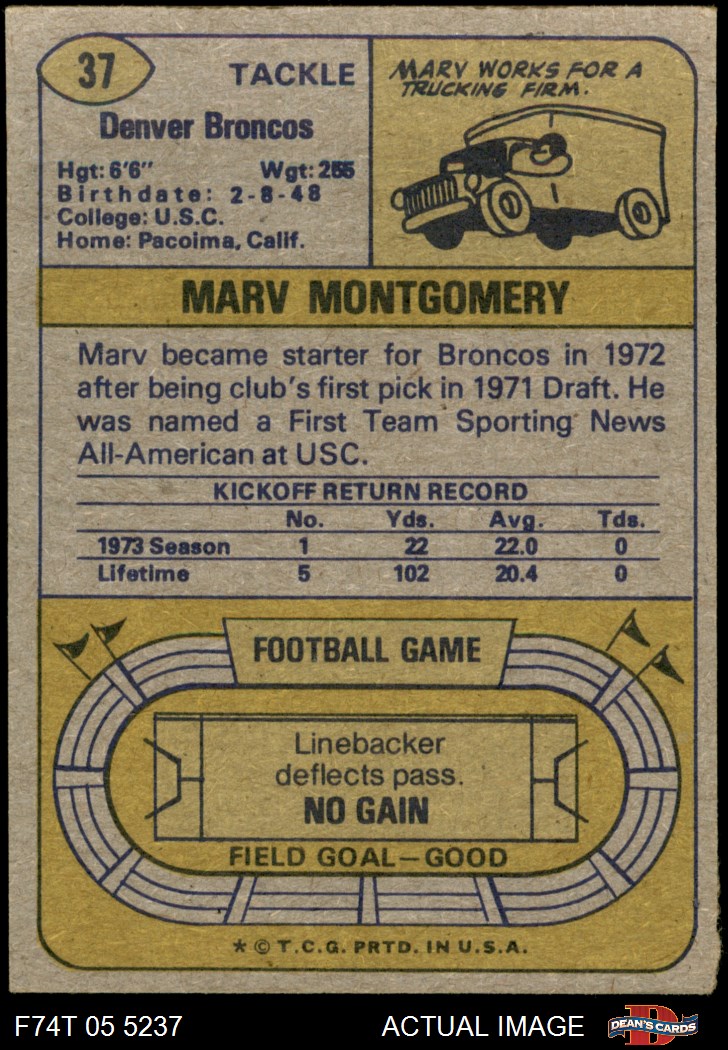 37
TACKLE
Denver Broncos
Hgt: 6'6" Wgt: 255
Birthdate: 2-8-48
College: U.S.C.
Home: Pacoima, Calif.
MARV WORKS FOR A
TRUCKING FIRM.
MARV MONTGOMERY
Marv became starter for Broncos in 1972
after being club's first pick in 1971 Draft. He
was named a First Team Sporting News
All-American at USC.
KICKOFF RETURN RECORD
No. Yds. Avg. Tds.
1973 Season 1 22 22.0 0
Lifetime 5 102 20.4 0
FOOTBALL GAME
Linebacker
deflects pass.
NO GAIN
FIELD GOAL—GOOD
* © T.C.G. PRTD. IN U.S.A.
F74T 05 5237 ACTUAL IMAGE D DEAN'S CARDS